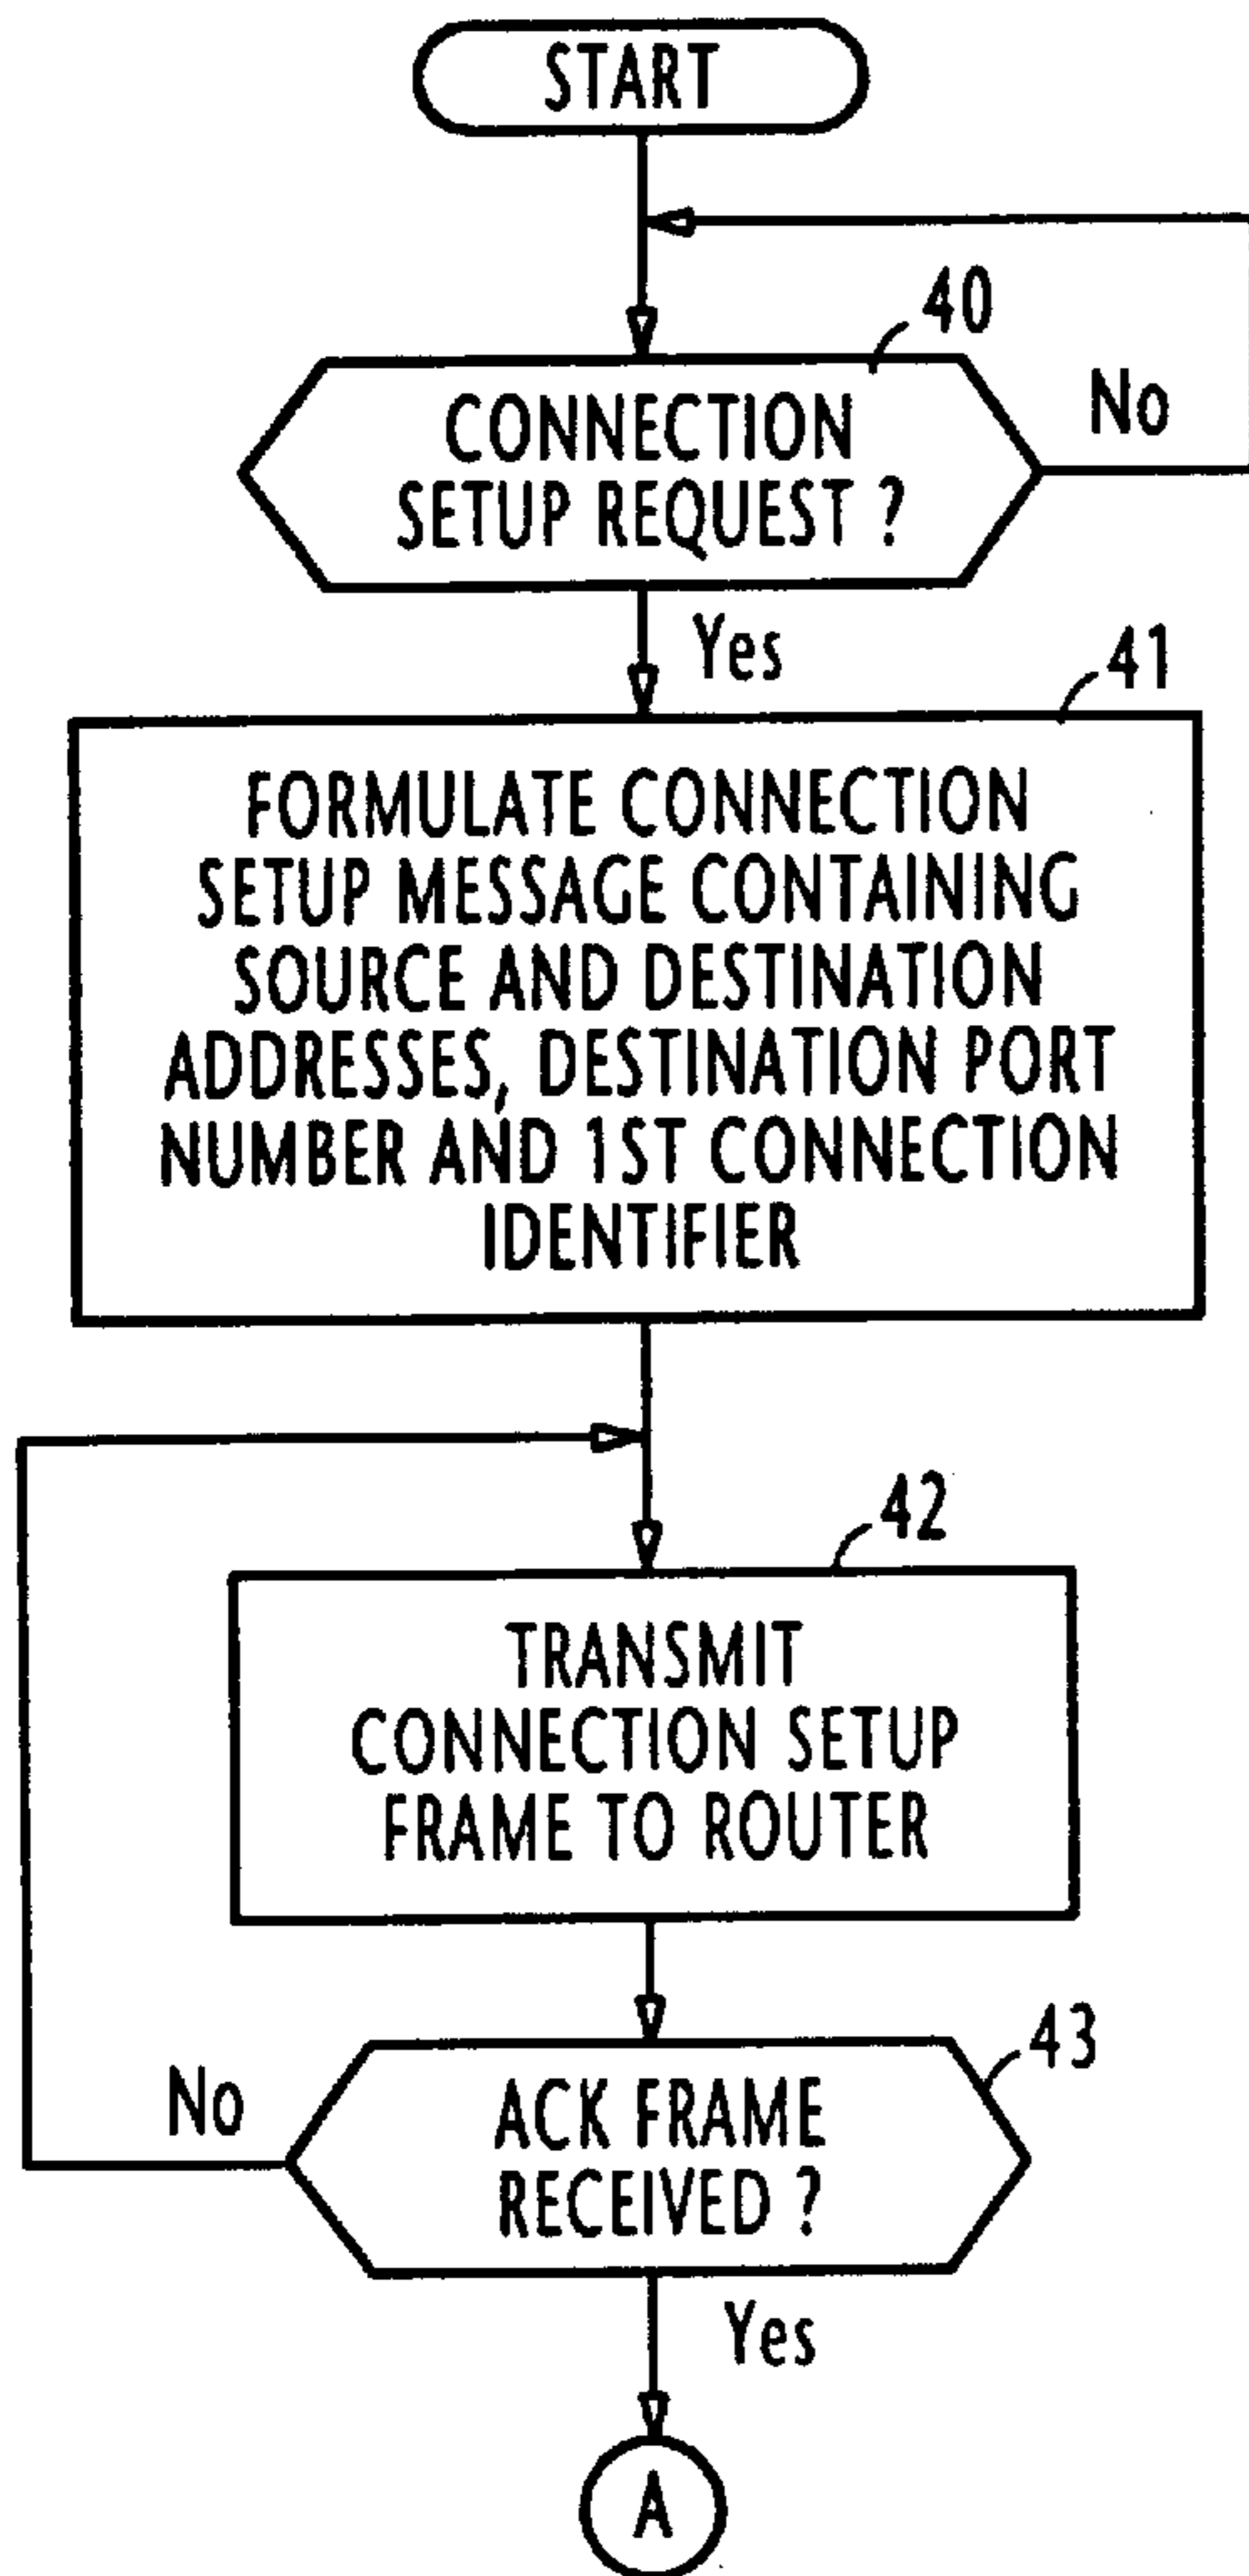 START
40
CONNECTION
SETUP REQUEST ?
No
Yes
41
FORMULATE CONNECTION
SETUP MESSAGE CONTAINING
SOURCE AND DESTINATION
ADDRESSES, DESTINATION PORT
NUMBER AND 1ST CONNECTION
IDENTIFIER
42
TRANSMIT
CONNECTION SETUP
FRAME TO ROUTER
43
No
ACK FRAME
RECEIVED ?
Yes
A